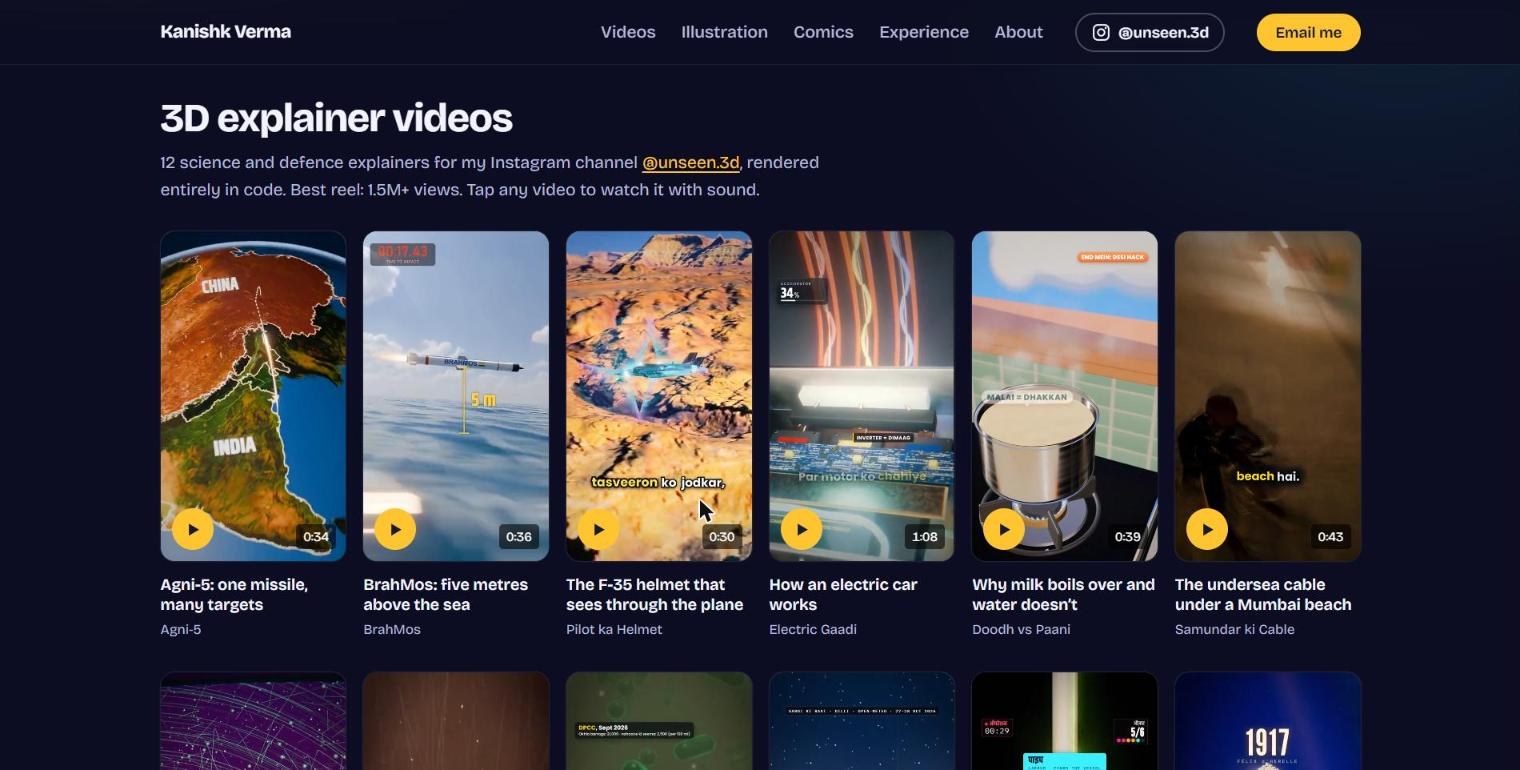 Kanishk Verma
Videos Illustration Comics Experience About @unseen.3d Email me
3D explainer videos
12 science and defence explainers for my Instagram channel @unseen.3d, rendered
entirely in code. Best reel: 1.5M+ views. Tap any video to watch it with sound.
CHINA
INDIA
0:34
Agni-5: one missile,
many targets
Agni-5
00:17.43
TIME TO IMPACT
BRAHMOS
5 m
0:36
BrahMos: five metres
above the sea
BrahMos
tasveeron ko jodkar,
0:30
The F-35 helmet that
sees through the plane
Pilot ka Helmet
34%
INVERTER = DIMAAG
Par motor ko chahiye
1:08
How an electric car
works
Electric Gaadi
END MEIN: DESI HACK
MALAI = DHAKKAN
0:39
Why milk boils over and
water doesn't
Doodh vs Paani
beach hai.
0:43
The undersea cable
under a Mumbai beach
Samundar ki Cable
DPCC, Sept 2026
00:29
5/6
1917